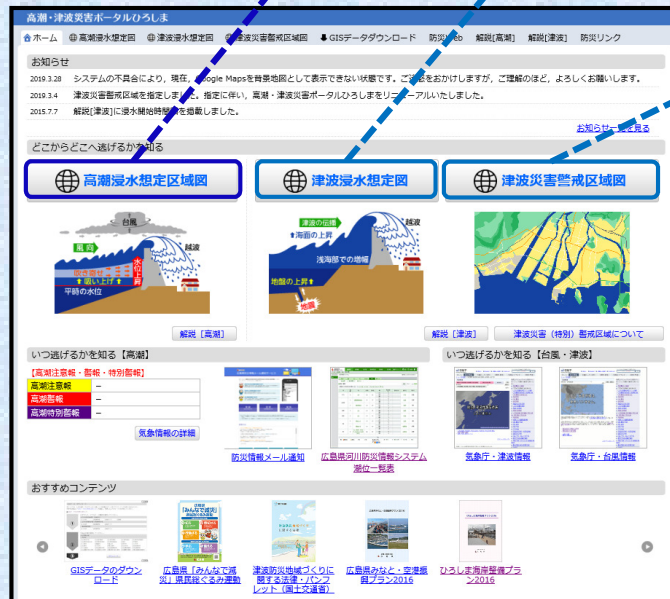 高潮・津波災害ポータルひろしま
ホーム 高潮浸水想定図 津波浸水想定図 津波災害警戒区域図 GISデータダウンロード 防災Web 解説[高潮] 解説[津波] 防災リンク
お知らせ
2019.3.28 システムの不具合により，現在，Google Mapsを背景地図として表示できない状態です。ご迷惑をおかけしますが，ご理解のほど，よろしくお願いします。
2019.3.4 津波災害警戒区域を指定しました。指定に伴い，高潮・津波災害ポータルひろしまをリニューアルいたしました。
2015.7.7 解説[津波]に浸水開始時間を掲載しました。
お知らせ一覧を見る
どこからどこへ逃げるかを知る
高潮浸水想定区域図 津波浸水想定図 津波災害警戒区域図
台風
風向
越波
吹き寄せ
吸い上げ
水位上昇
平時の水位
津波の伝播
海面の上昇
越波
浅海部での増幅
地盤の上昇
地震
解説 [高潮] 解説 [津波] 津波災害（特別）警戒区域について
いつ逃げるかを知る【高潮】 いつ逃げるかを知る【台風・津波】
【高潮注意報・警報・特別警報】
高潮注意報 －
高潮警報 －
高潮特別警報 －
気象情報の詳細
防災情報メール通知 広島県河川防災情報システム
潮位一覧表
気象庁・津波情報 気象庁・台風情報
おすすめコンテンツ
GISデータのダウン
ロード
広島県「みんなで減
災」県民総ぐるみ運動
津波防災地域づくりに
関する法律・パンフ
レット（国土交通省）
広島県みなと・空港振
興プラン2016
ひろしま海岸整備プラ
ン2016